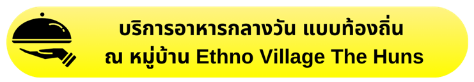 บริการอาหารกลางวัน แบบท้องถิ่น
ณ หมู่บ้าน Ethno Village The Huns